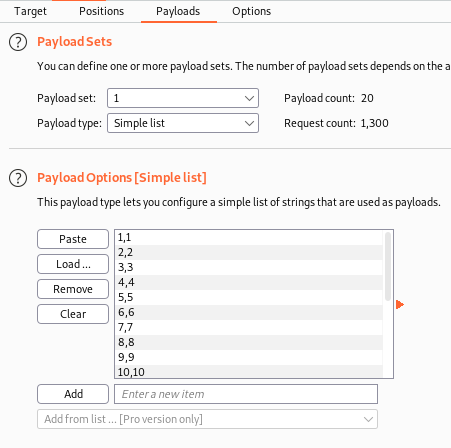 Target Positions Payloads Options
? Payload Sets
You can define one or more payload sets. The number of payload sets depends on the a
Payload set: 1 Payload count: 20
Payload type: Simple list Request count: 1,300
? Payload Options [Simple list]
This payload type lets you configure a simple list of strings that are used as payloads.
Paste
Load ...
Remove
Clear
1,1
2,2
3,3
4,4
5,5
6,6
7,7
8,8
9,9
10,10
Add Enter a new item
Add from list ... [Pro version only]